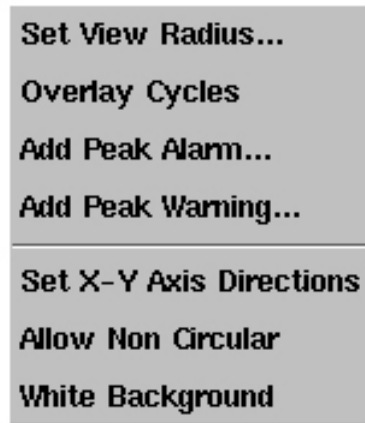 Set View Radius...
Overlay Cycles
Add Peak Alarm...
Add Peak Warning...
Set X-Y Axis Directions
Allow Non Circular
White Background